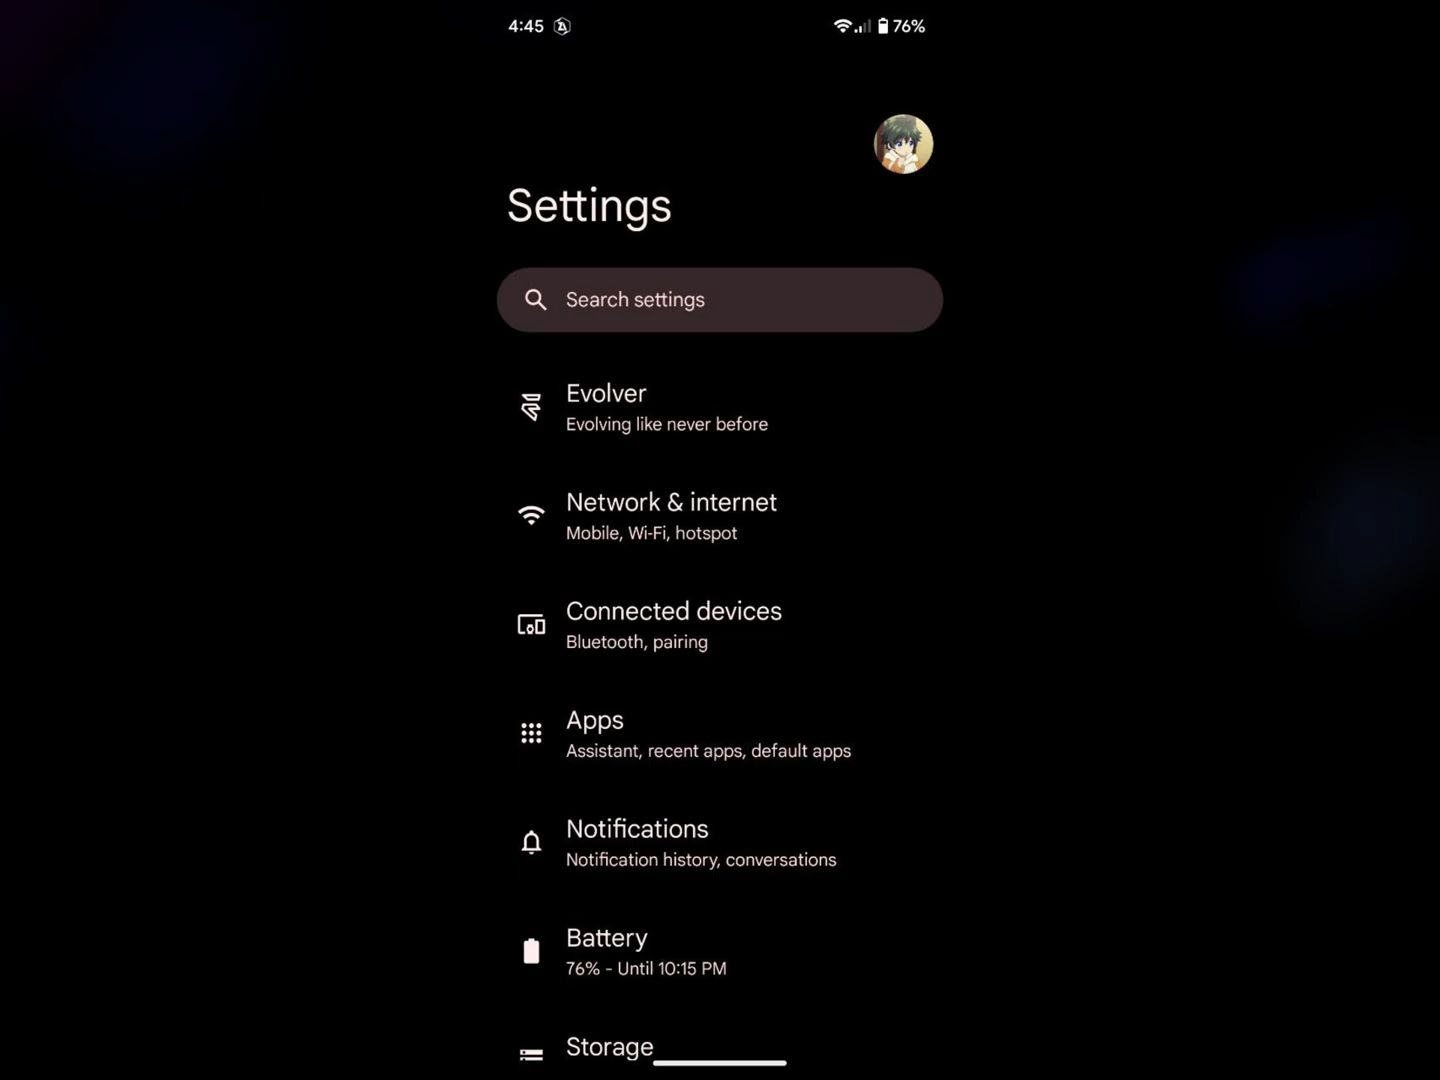 4:45 76%
Settings
Search settings
Evolver
Evolving like never before
Network & internet
Mobile, Wi-Fi, hotspot
Connected devices
Bluetooth, pairing
Apps
Assistant, recent apps, default apps
Notifications
Notification history, conversations
Battery
76% - Until 10:15 PM
Storage